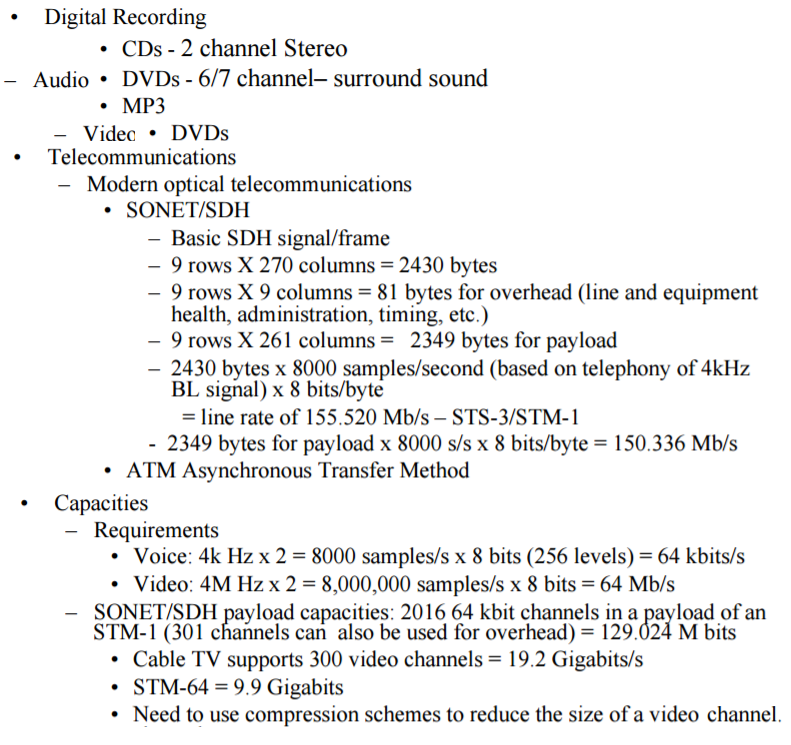 • Digital Recording
• CDs - 2 channel Stereo
– Audio • DVDs - 6/7 channel– surround sound
• MP3
– Video • DVDs
• Telecommunications
– Modern optical telecommunications
• SONET/SDH
– Basic SDH signal/frame
– 9 rows X 270 columns = 2430 bytes
– 9 rows X 9 columns = 81 bytes for overhead (line and equipment
health, administration, timing, etc.)
– 9 rows X 261 columns = 2349 bytes for payload
– 2430 bytes x 8000 samples/second (based on telephony of 4kHz
BL signal) x 8 bits/byte
= line rate of 155.520 Mb/s – STS-3/STM-1
- 2349 bytes for payload x 8000 s/s x 8 bits/byte = 150.336 Mb/s
• ATM Asynchronous Transfer Method
• Capacities
– Requirements
• Voice: 4k Hz x 2 = 8000 samples/s x 8 bits (256 levels) = 64 kbits/s
• Video: 4M Hz x 2 = 8,000,000 samples/s x 8 bits = 64 Mb/s
– SONET/SDH payload capacities: 2016 64 kbit channels in a payload of an
STM-1 (301 channels can also be used for overhead) = 129.024 M bits
• Cable TV supports 300 video channels = 19.2 Gigabits/s
• STM-64 = 9.9 Gigabits
• Need to use compression schemes to reduce the size of a video channel.